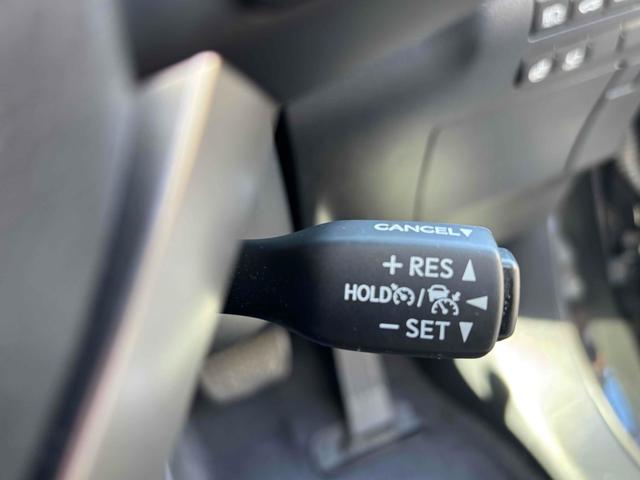 CANCEL▼
+ RES ▲
HOLD / ◀
− SET ▼